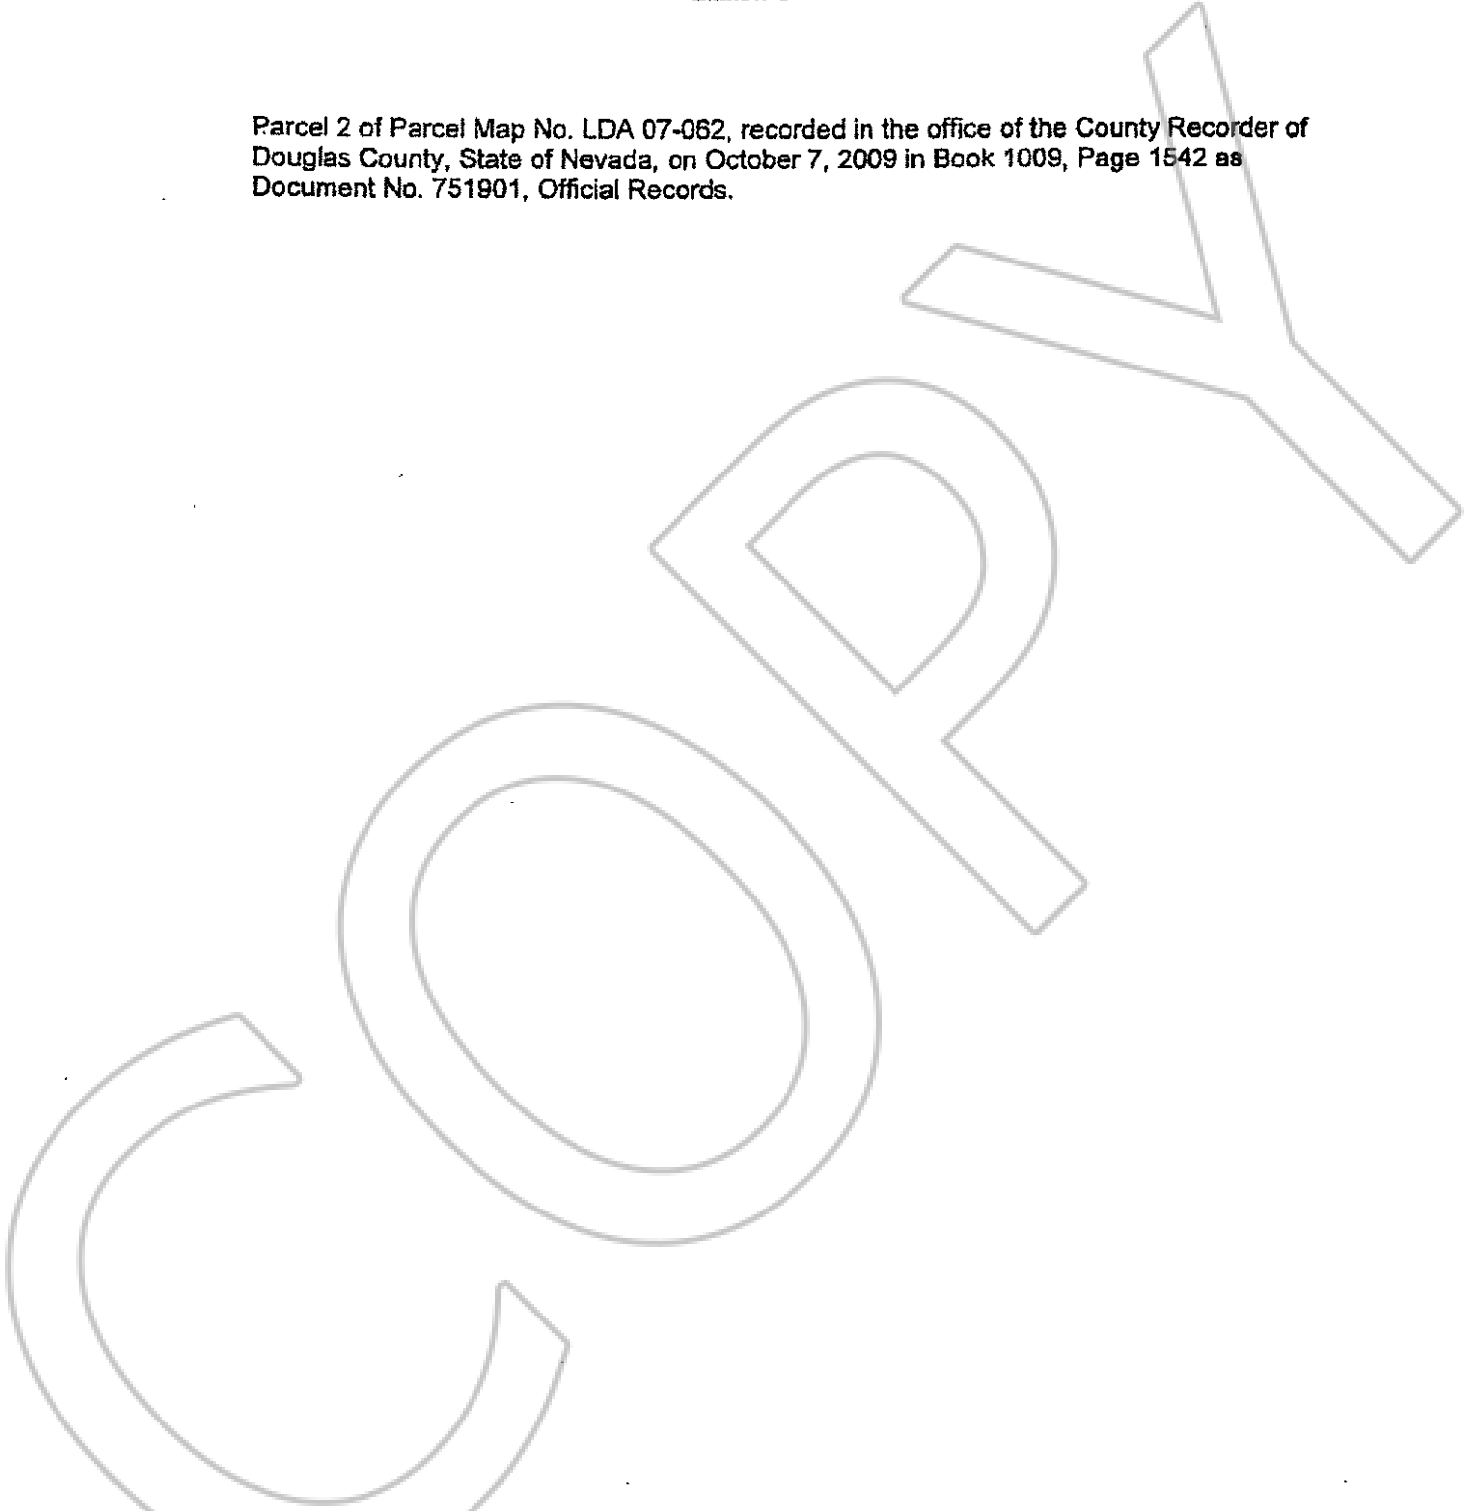 Parcel 2 of Parcel Map No. LDA 07-062, recorded in the office of the County Recorder of
Douglas County, State of Nevada, on October 7, 2009 in Book 1009, Page 1542 as
Document No. 751901, Official Records.
COPY